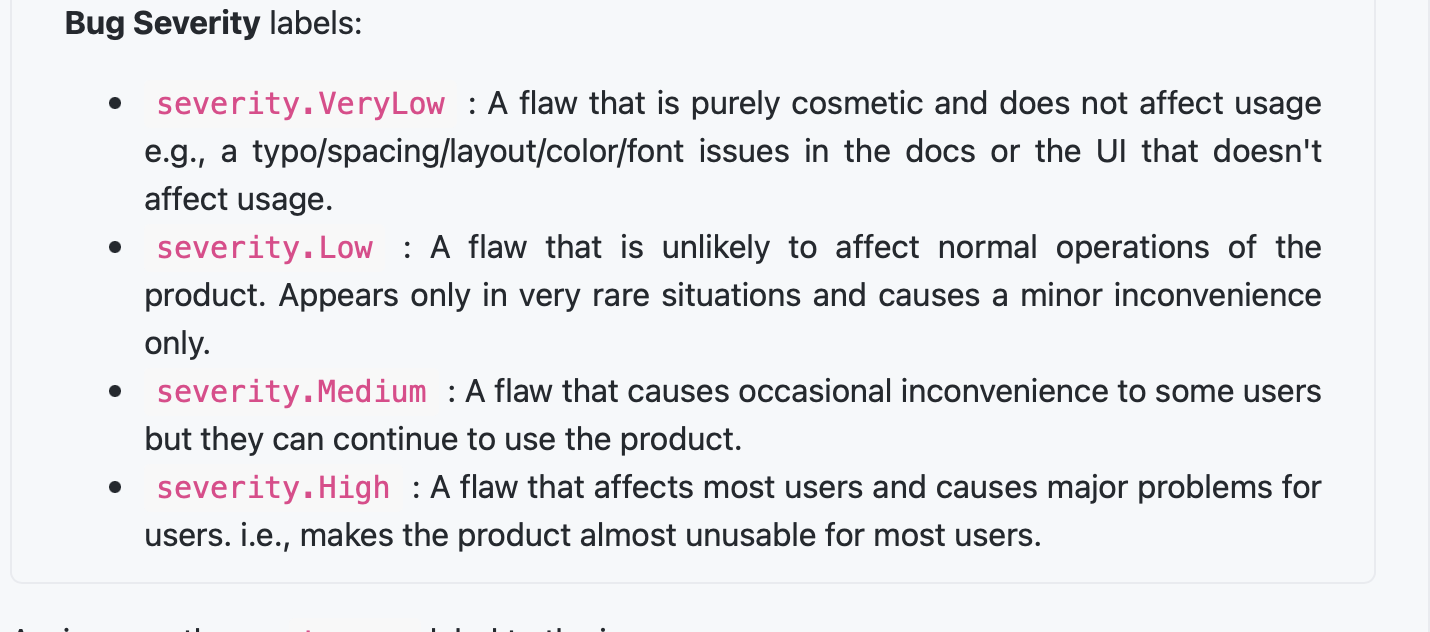 Bug Severity labels:
severity.VeryLow : A flaw that is purely cosmetic and does not affect usage
e.g., a typo/spacing/layout/color/font issues in the docs or the UI that doesn't
affect usage.
severity.Low : A flaw that is unlikely to affect normal operations of the
product. Appears only in very rare situations and causes a minor inconvenience
only.
severity.Medium : A flaw that causes occasional inconvenience to some users
but they can continue to use the product.
severity.High : A flaw that affects most users and causes major problems for
users. i.e., makes the product almost unusable for most users.